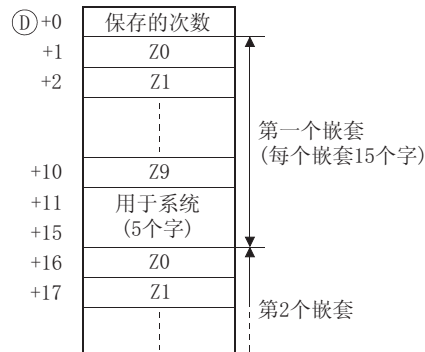 Ⓓ+0 保存的次数
+1 Z0
+2 Z1
第一个嵌套
(每个嵌套15个字)
+10 Z9
+11 用于系统
+15 (5个字)
+16 Z0
+17 Z1
第2个嵌套